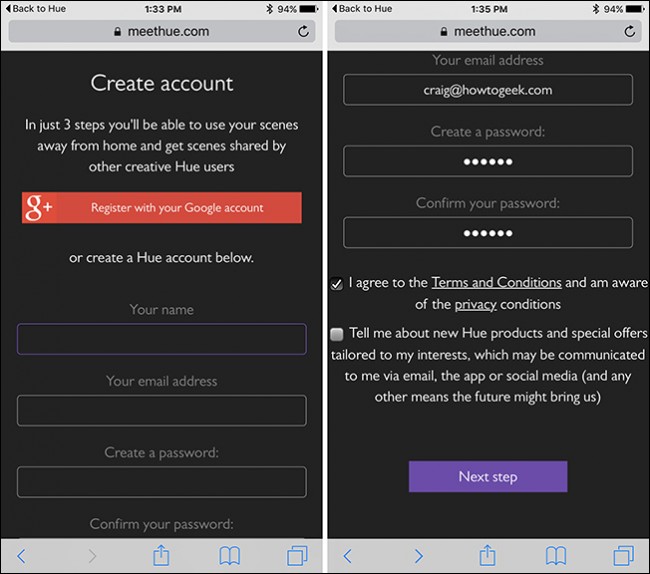 Back to Hue 1:33 PM 94%
meethue.com
Create account
In just 3 steps you'll be able to use your scenes
away from home and get scenes shared by
other creative Hue users
g+ Register with your Google account
or create a Hue account below.
Your name
Your email address
Create a password:
Confirm your password:
Back to Hue 1:35 PM 94%
meethue.com
Your email address
craig@howtogeek.com
Create a password:
••••••
Confirm your password:
••••••
I agree to the Terms and Conditions and am aware
of the privacy conditions
Tell me about new Hue products and special offers
tailored to my interests, which may be communicated
to me via email, the app or social media (and any
other means the future might bring us)
Next step